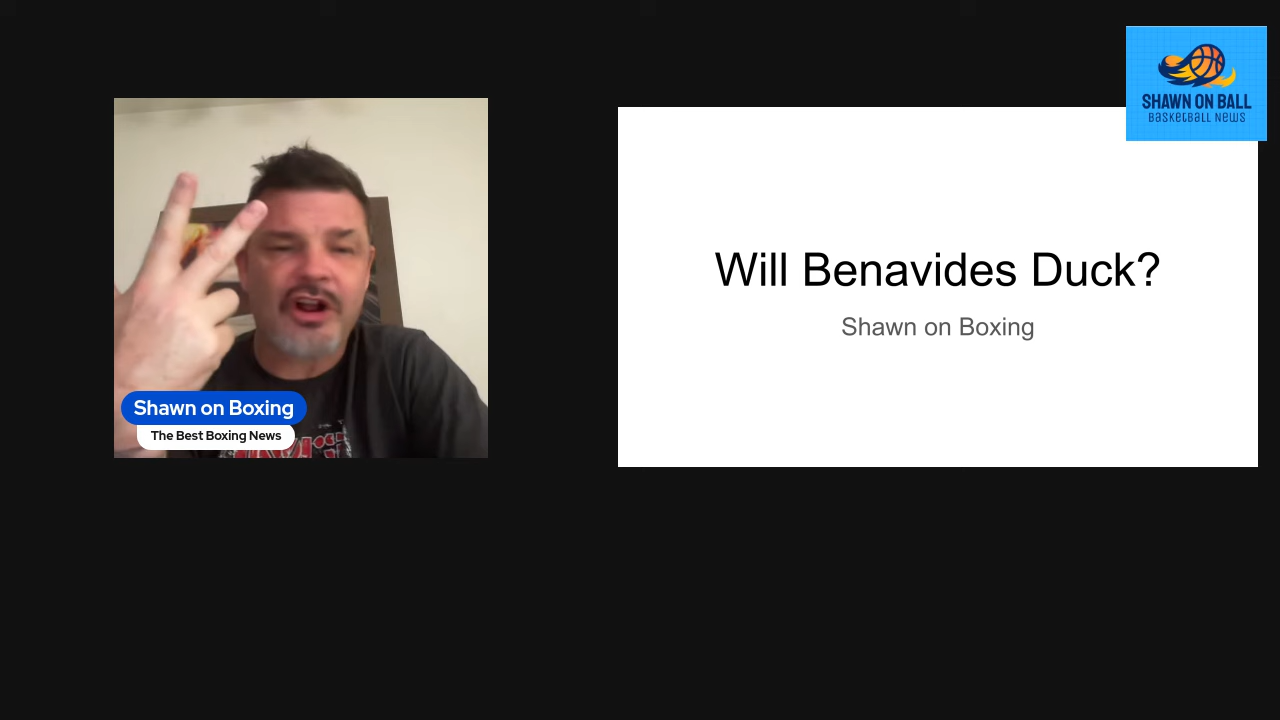 SHAWN ON BALL
BASKETBALL NEWS
Will Benavides Duck?
Shawn on Boxing
Shawn on Boxing
The Best Boxing News